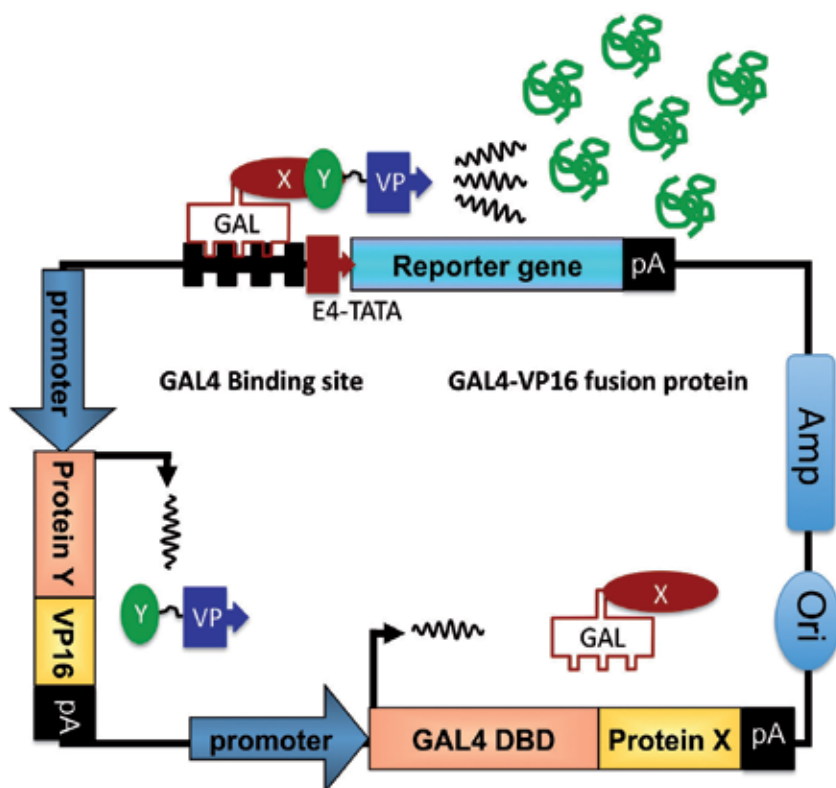 X Y VP
GAL
Reporter gene pA
E4-TATA
promoter
GAL4 Binding site GAL4-VP16 fusion protein
Amp
Protein Y
VP16
pA
Y VP
X
GAL
Ori
promoter GAL4 DBD Protein X pA